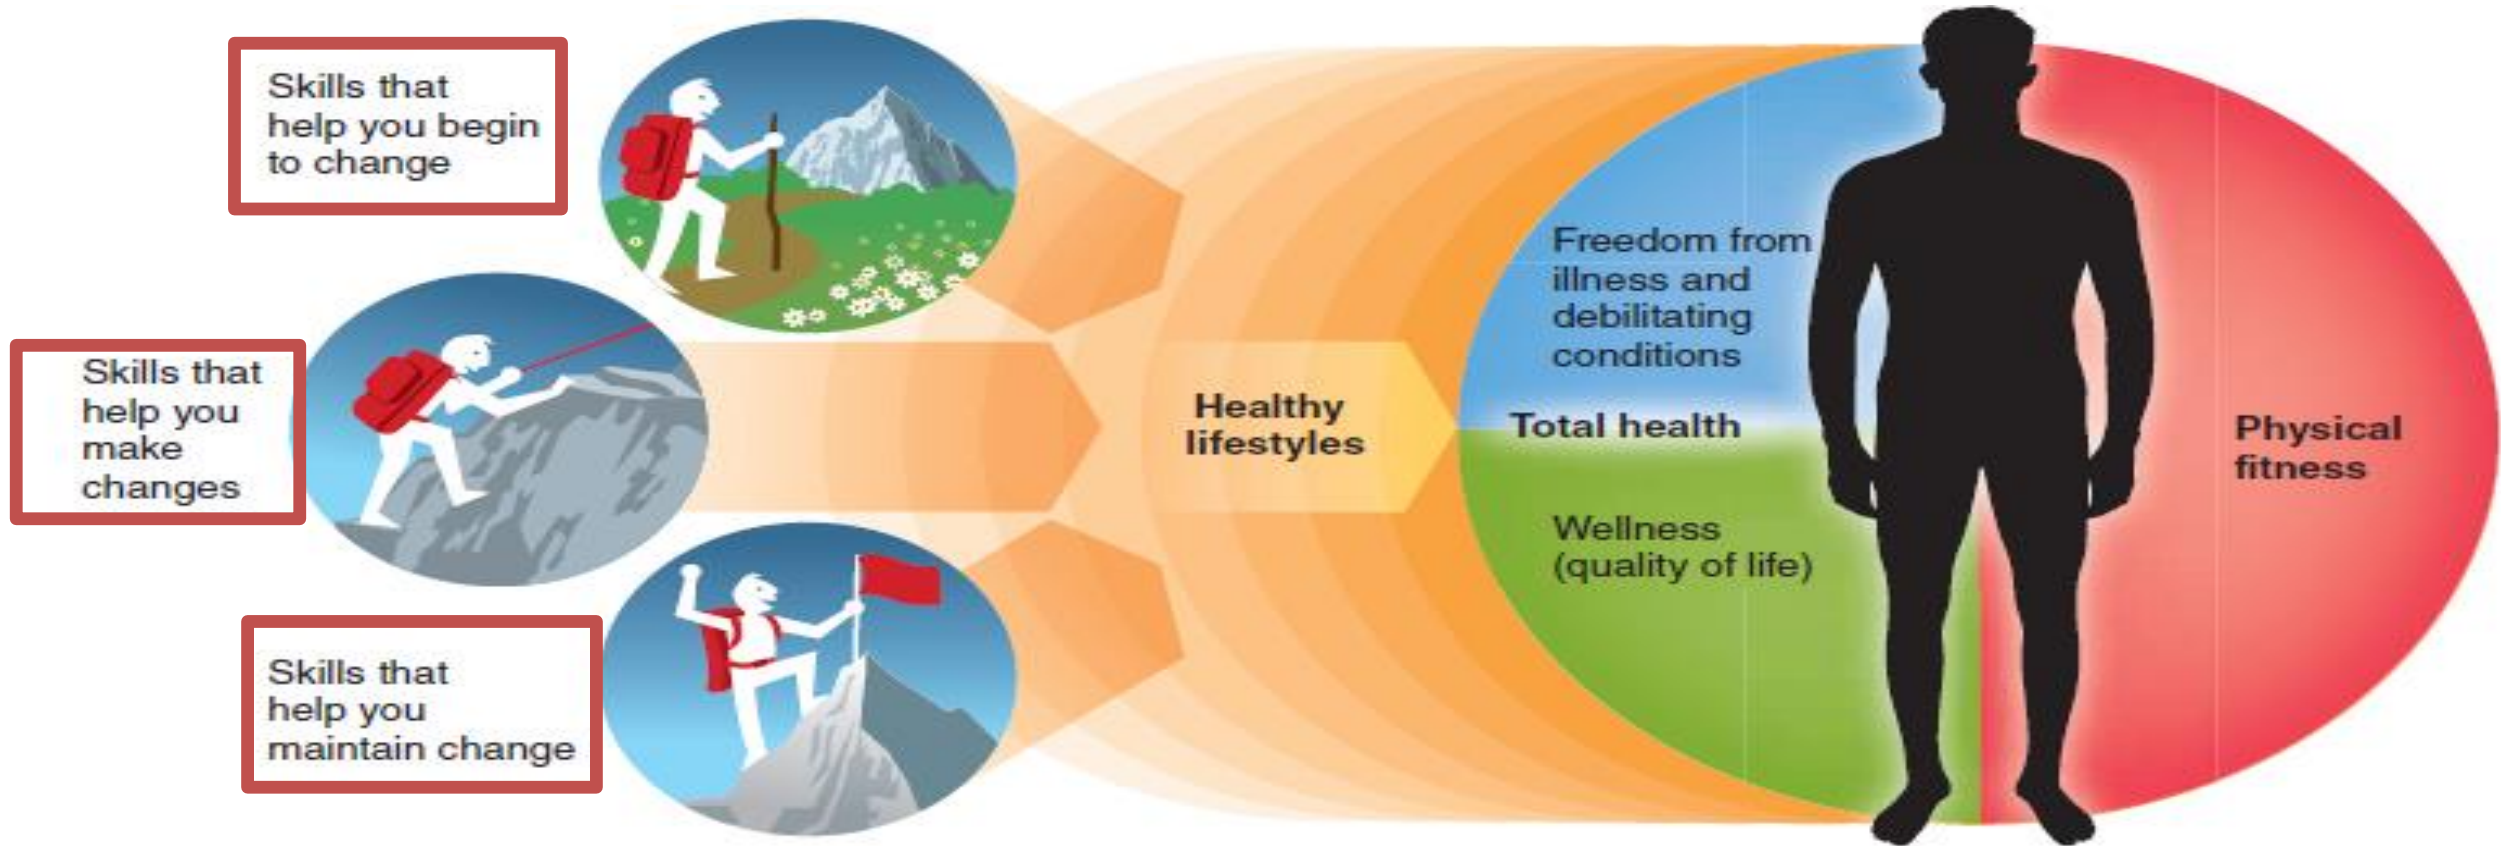 Skills that
help you begin
to change
Skills that
help you
make
changes
Skills that
help you
maintain change
Healthy
lifestyles
Freedom from
illness and
debilitating
conditions
Total health
Wellness
(quality of life)
Physical
fitness